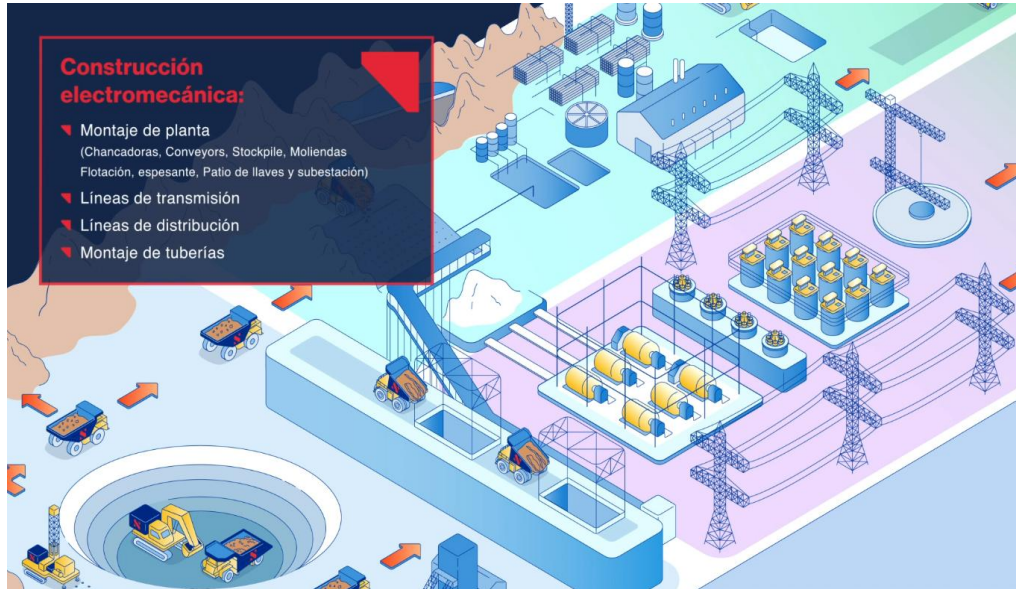 Construcción
electromecánica:
Montaje de planta
(Chancadoras, Conveyors, Stockpile, Moliendas
Flotación, espesante, Patio de llaves y subestación)
Líneas de transmisión
Líneas de distribución
Montaje de tuberías